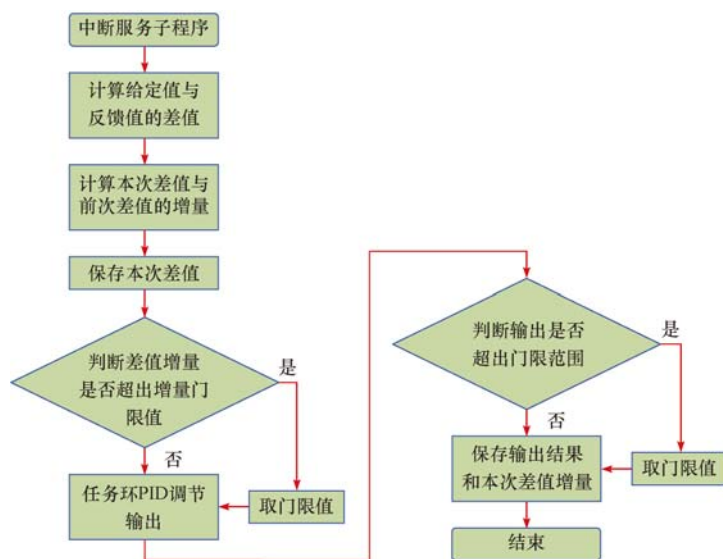 中断服务子程序
计算给定值与
反馈值的差值
计算本次差值与
前次差值的增量
保存本次差值
判断差值增量
是否超出增量门
限值
是
否
任务环PID调节
输出
取门限值
判断输出是否
超出门限范围
是
否
保存输出结果
和本次差值增量
取门限值
结束